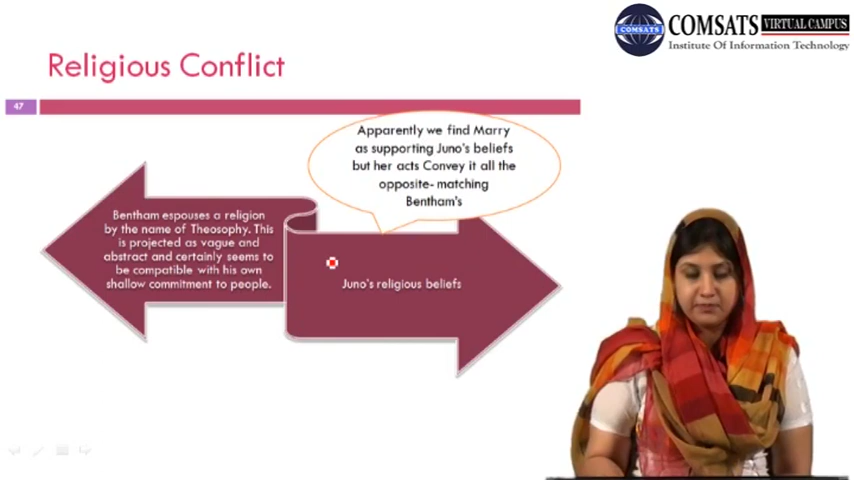 COMSATS VIRTUAL CAMPUS
COMSATS
Institute Of Information Technology
Religious Conflict
47
Apparently we find Marry
as supporting Juno's beliefs
but her acts Convey it all the
opposite- matching
Bentham's
Bentham espouses a religion
by the name of Theosophy. This
is projected as vague and
abstract and certainly seems to
be compatible with his own
shallow commitment to people.
Juno's religious beliefs